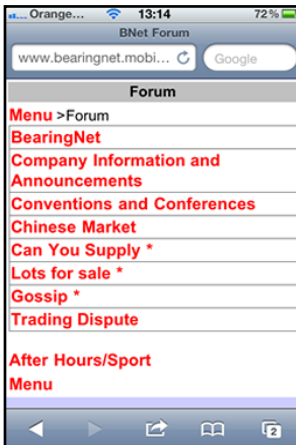 Orange... 13:14 72%
BNet Forum
www.bearingnet.mobi... Google
Forum
Menu >Forum
BearingNet
Company Information and
Announcements
Conventions and Conferences
Chinese Market
Can You Supply *
Lots for sale *
Gossip *
Trading Dispute
After Hours/Sport
Menu
2